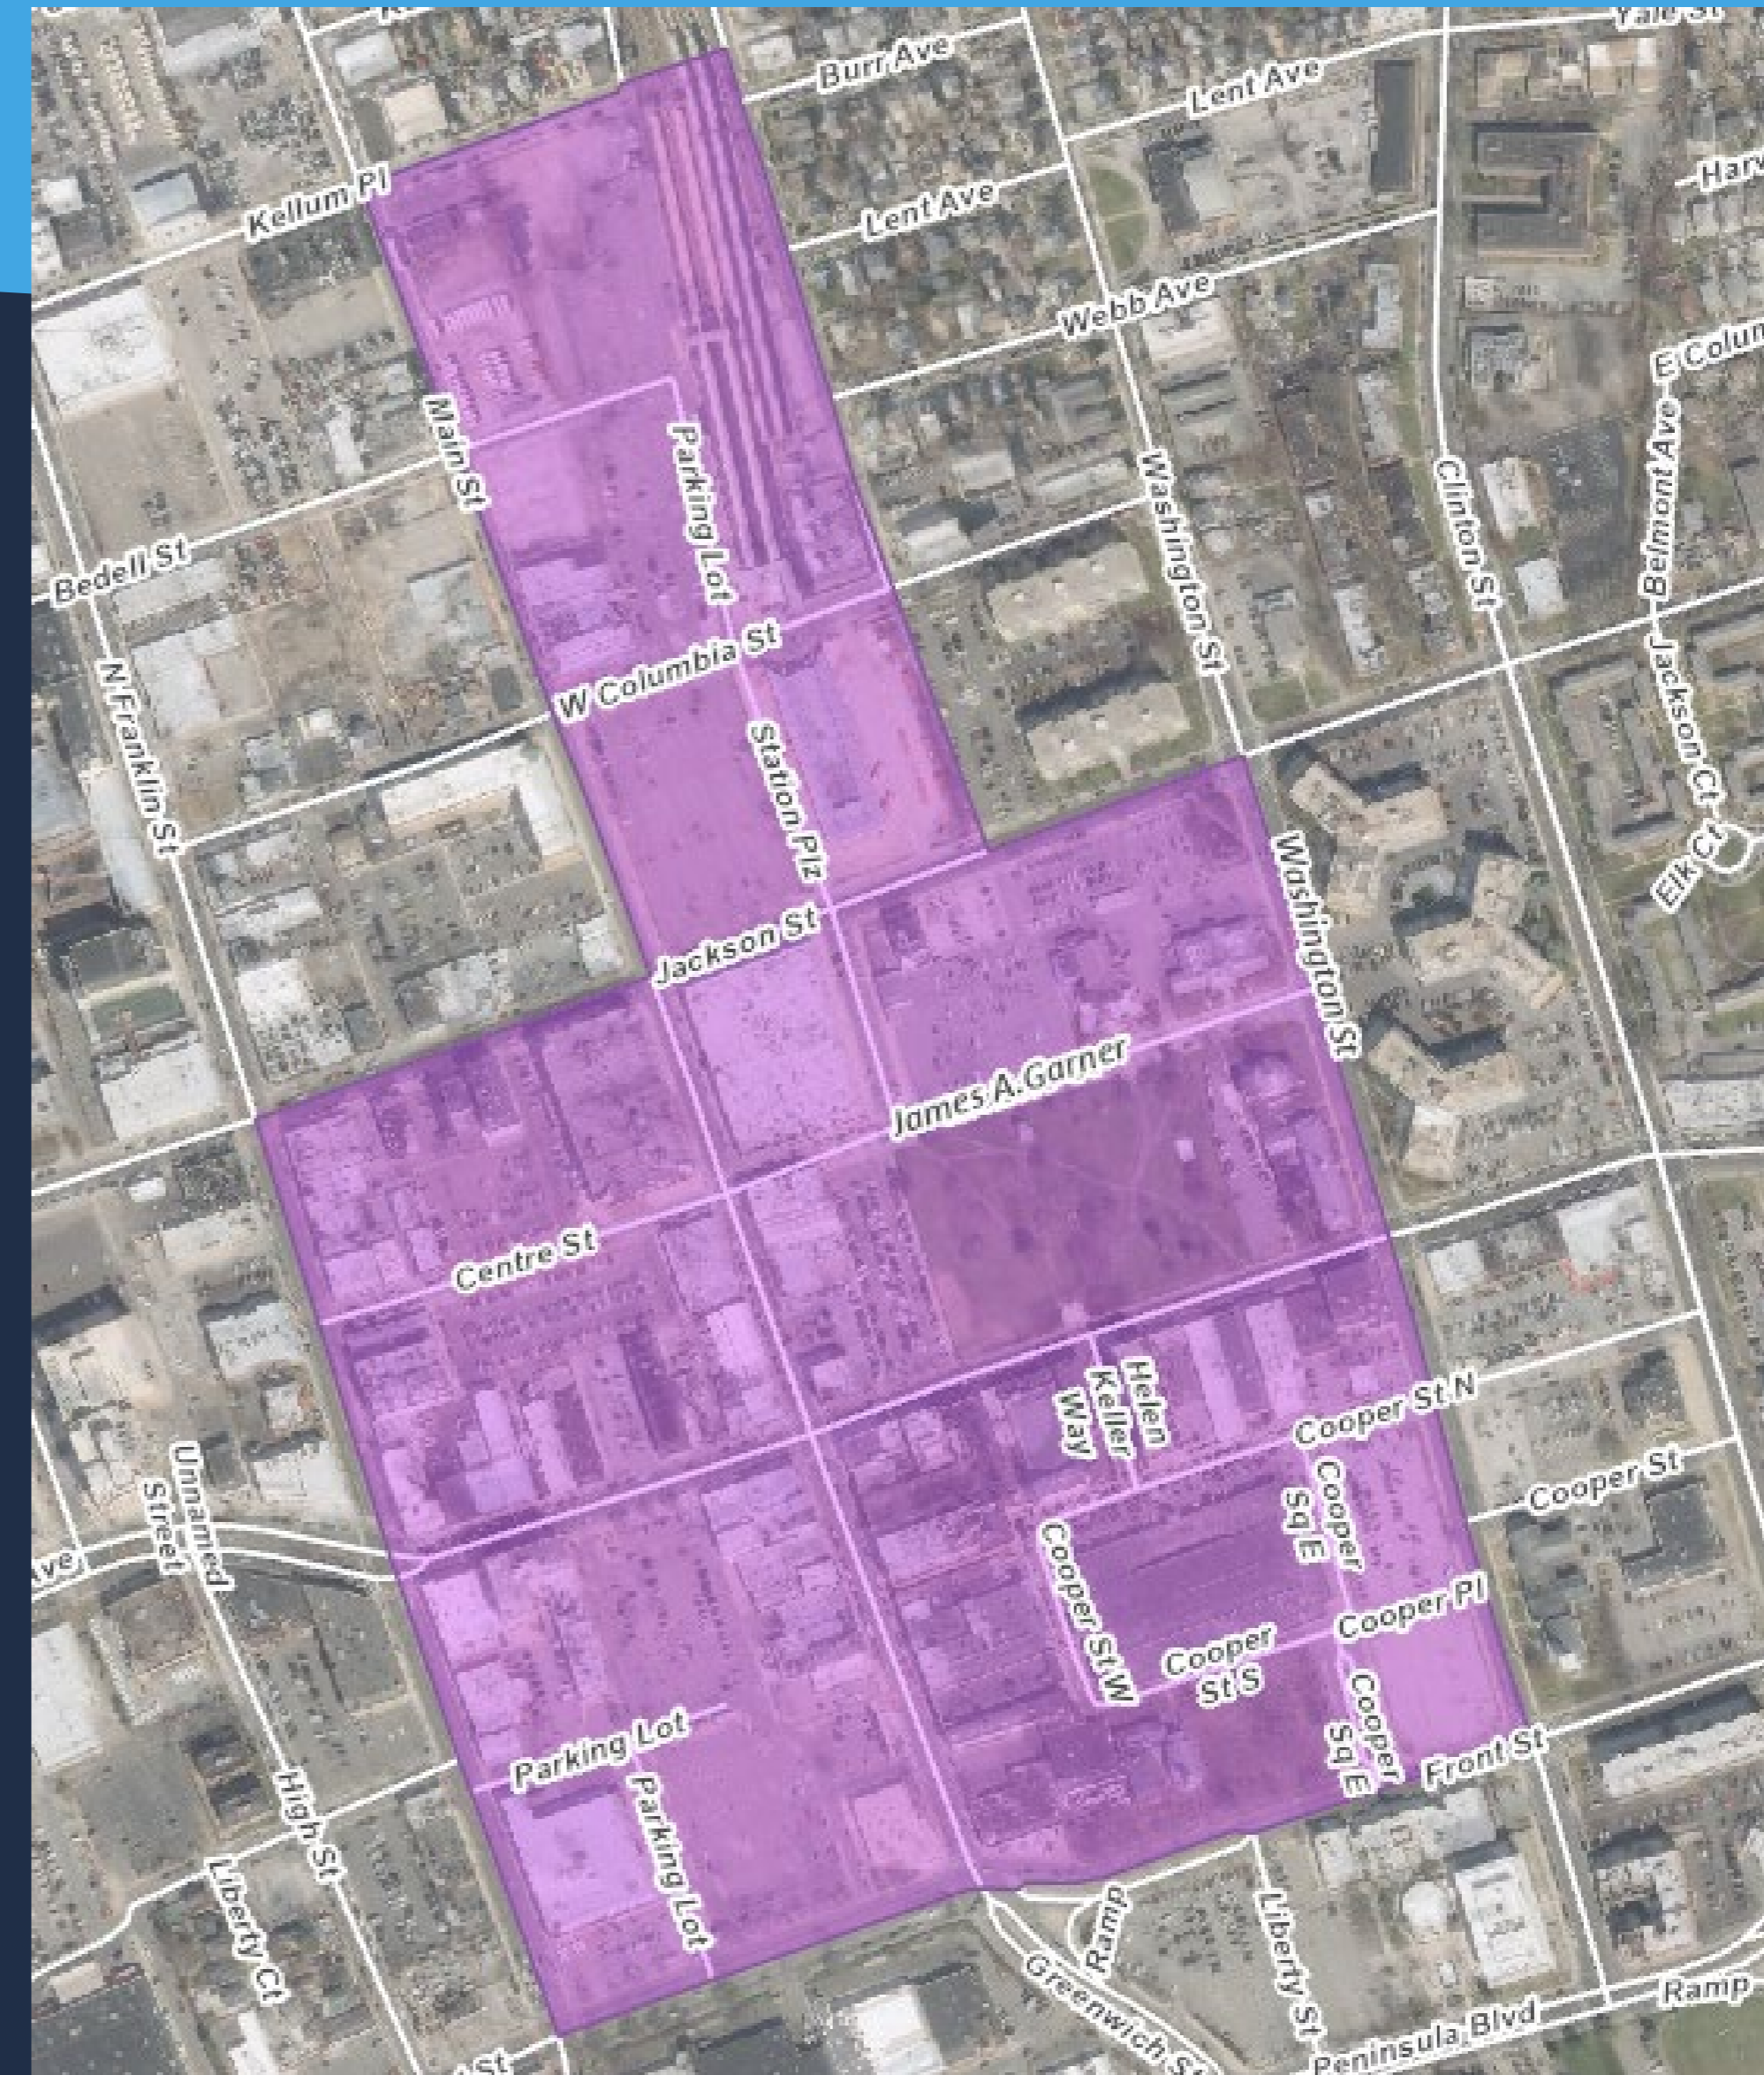 Yale St
Burr Ave
Lent Ave
Kellum Pl
Lent Ave
Webb Ave
Main St
Parking Lot
Washington St
Clinton St
Belmont Ave
Bedell St
W Columbia St
N Franklin St
Station Plz
Jackson Ct
Elk Ct
Jackson St
Washington St
James A.Garner
Centre St
Helen
Keller
Way
Cooper St N
Unnamed
Street
Cooper
Sq E
Cooper St
Cooper St W
Cooper Pl
Cooper
St S
Parking Lot
Cooper
Sq E
Front St
High St
Parking Lot
Liberty Ct
Ramp
Liberty St
Greenwich St
Ramp
Peninsula Blvd
St